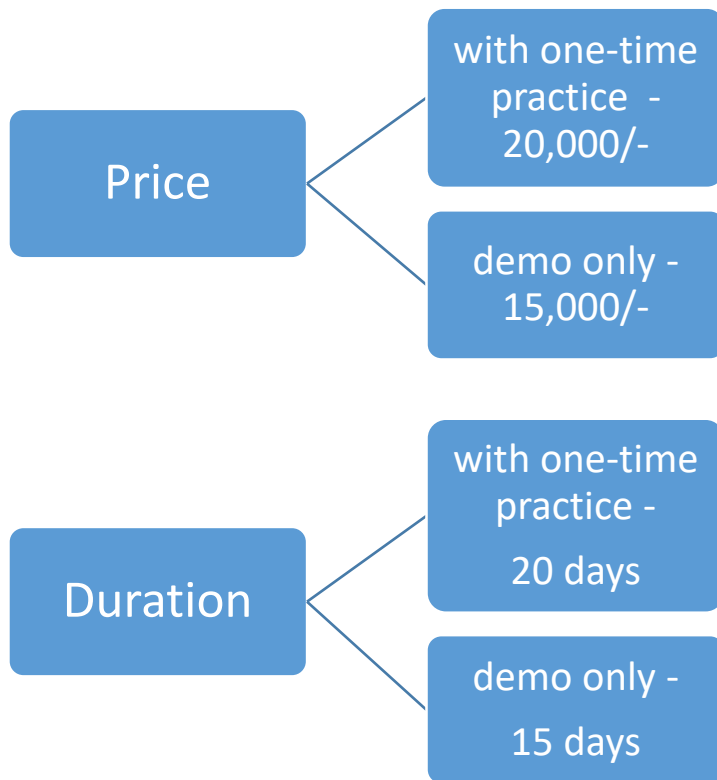 Price
with one-time
practice  -
20,000/-
demo only -
15,000/-
Duration
with one-time
practice -
20 days
demo only -
15 days